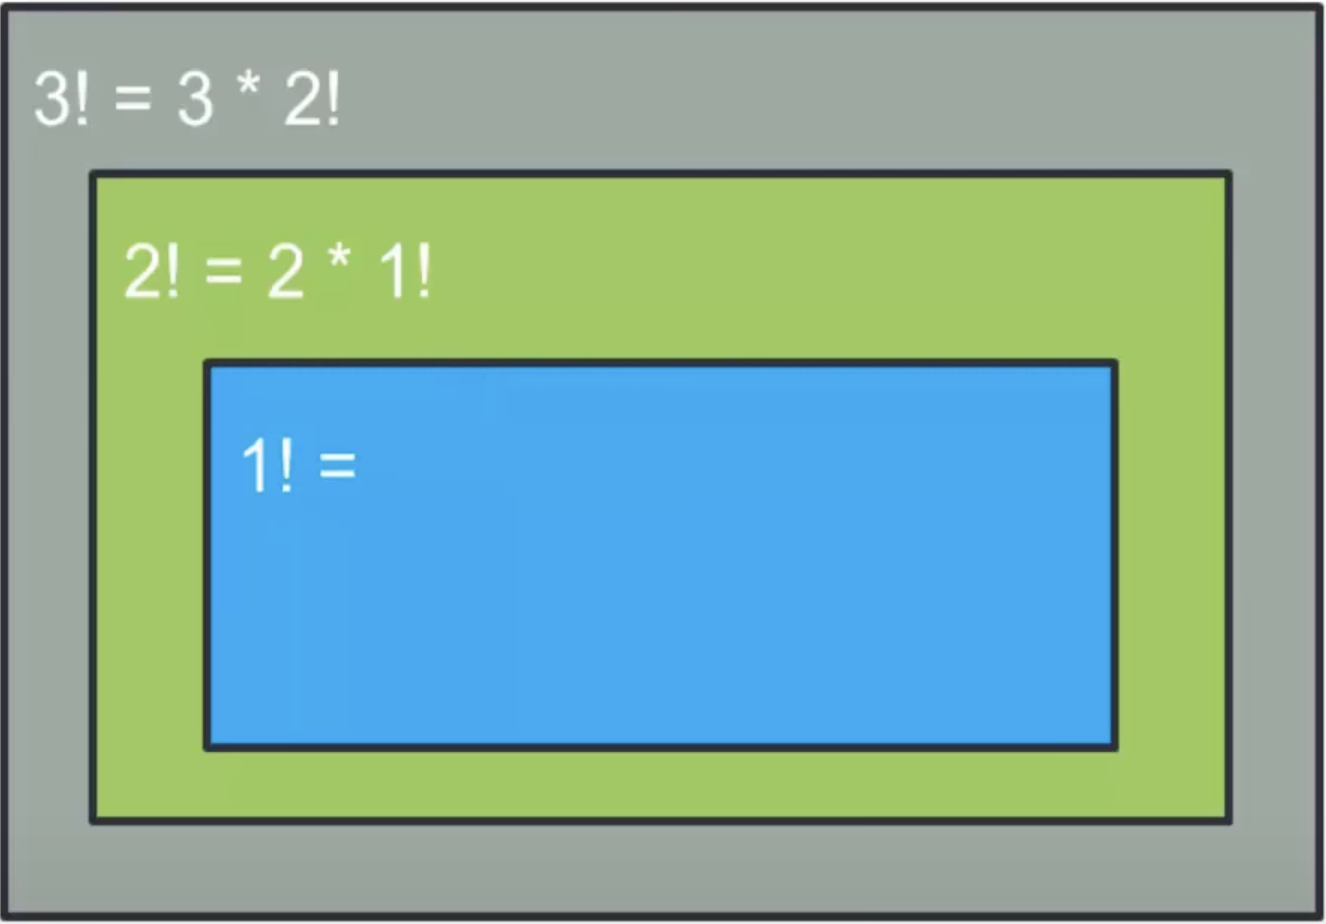 3! = 3 * 2!
2! = 2 * 1!
1! =